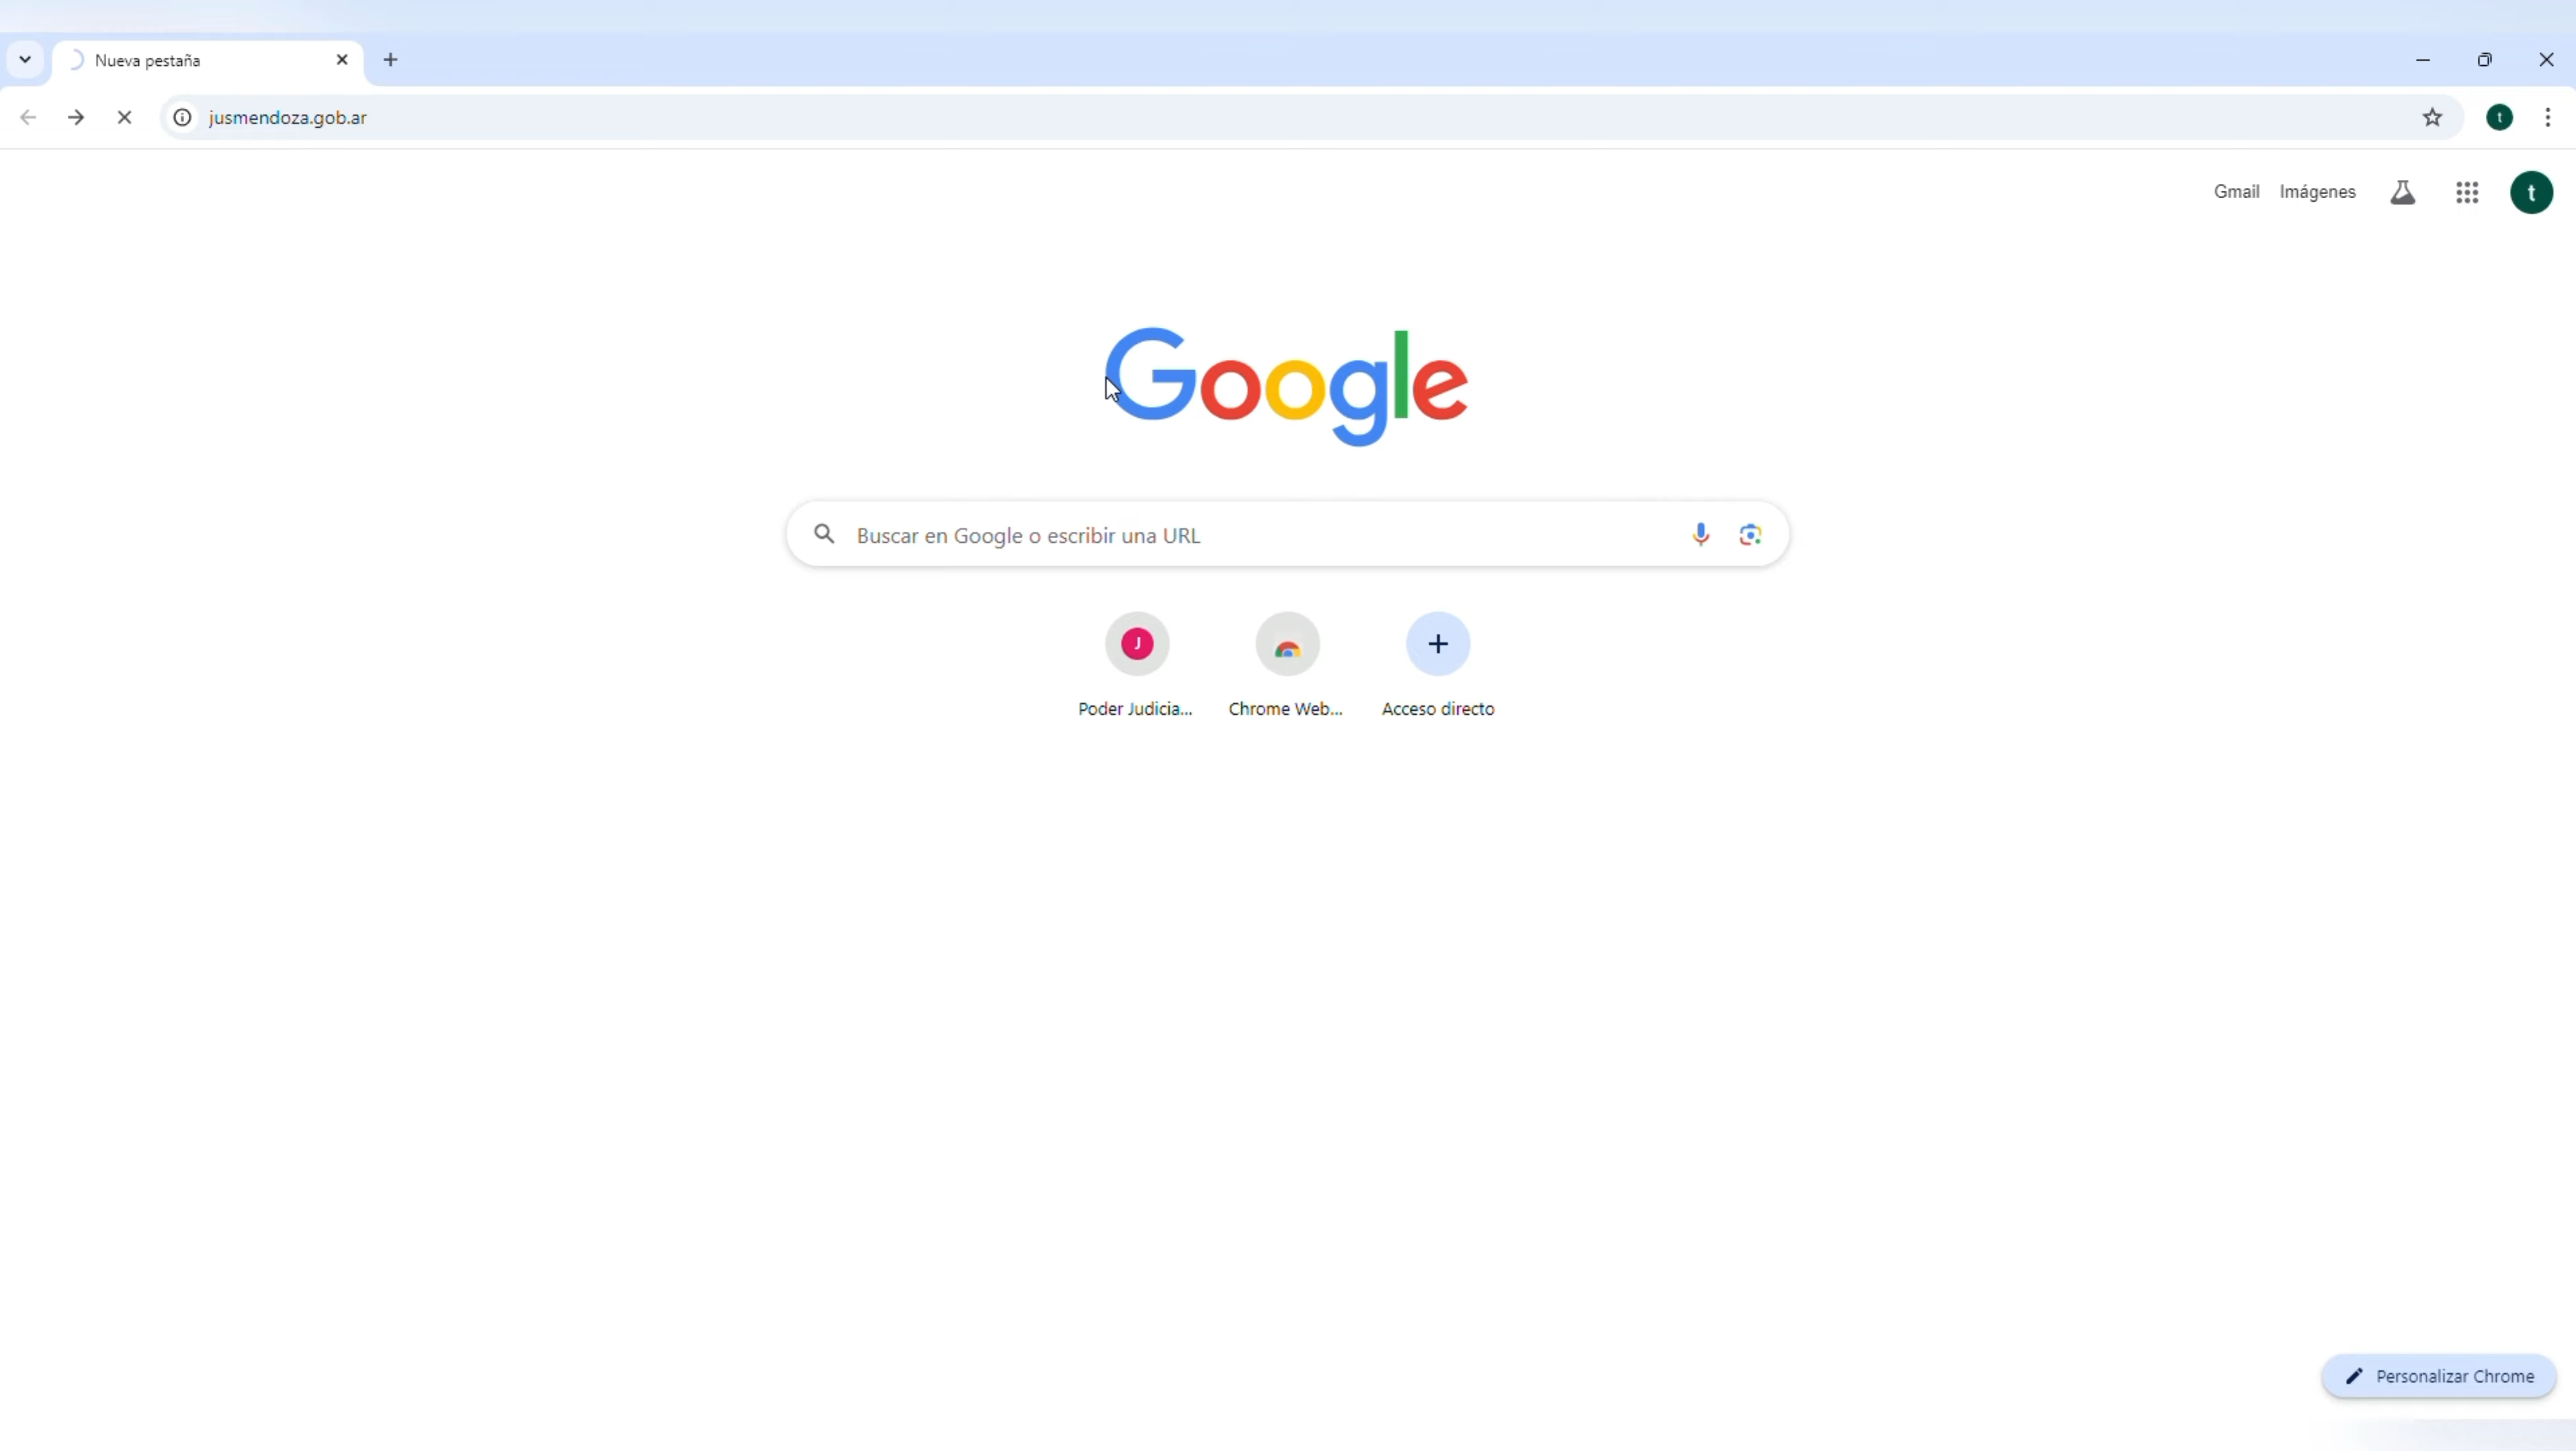 Nueva pestaña
jusmendoza.gob.ar
t
Gmail Imágenes t
Google
Buscar en Google o escribir una URL
J
Poder Judicia... Chrome Web... Acceso directo
Personalizar Chrome